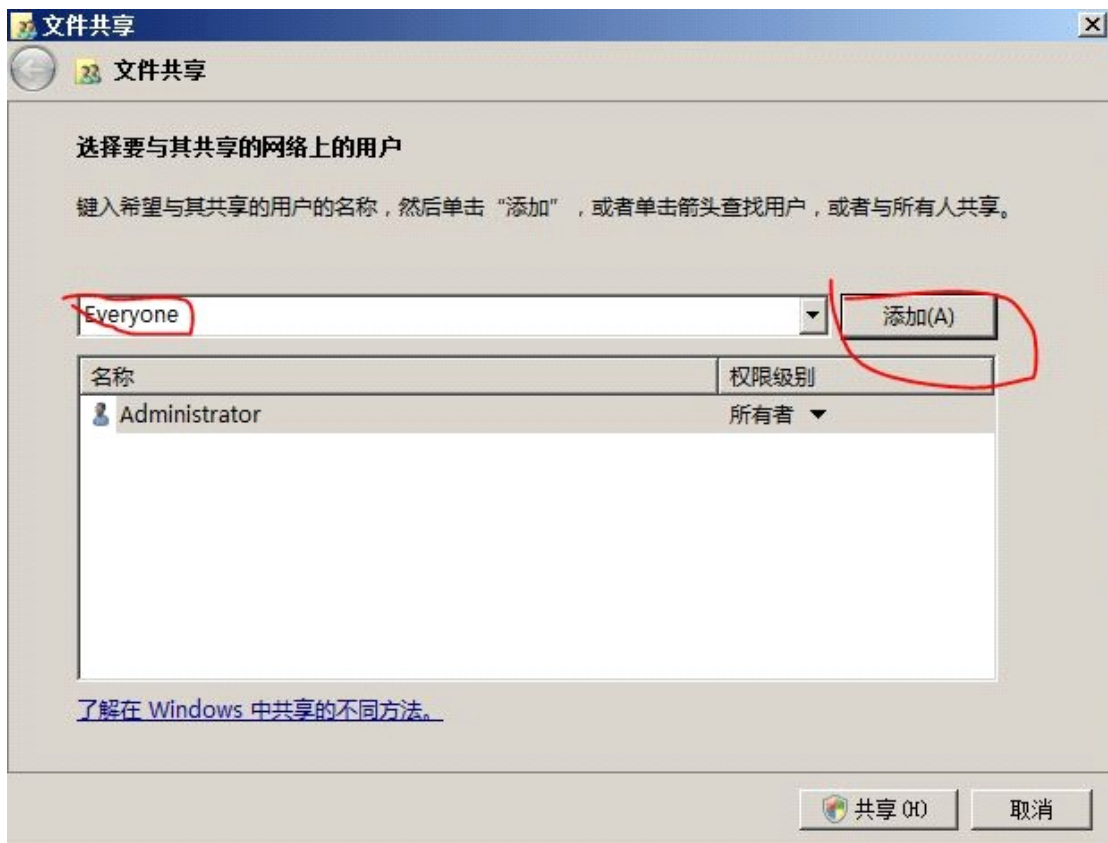 文件共享
文件共享
选择要与其共享的网络上的用户
键入希望与其共享的用户的名称，然后单击“添加”，或者单击箭头查找用户，或者与所有人共享。
Everyone 添加(A)
名称 权限级别
Administrator 所有者
了解在 Windows 中共享的不同方法。
共享(H) 取消